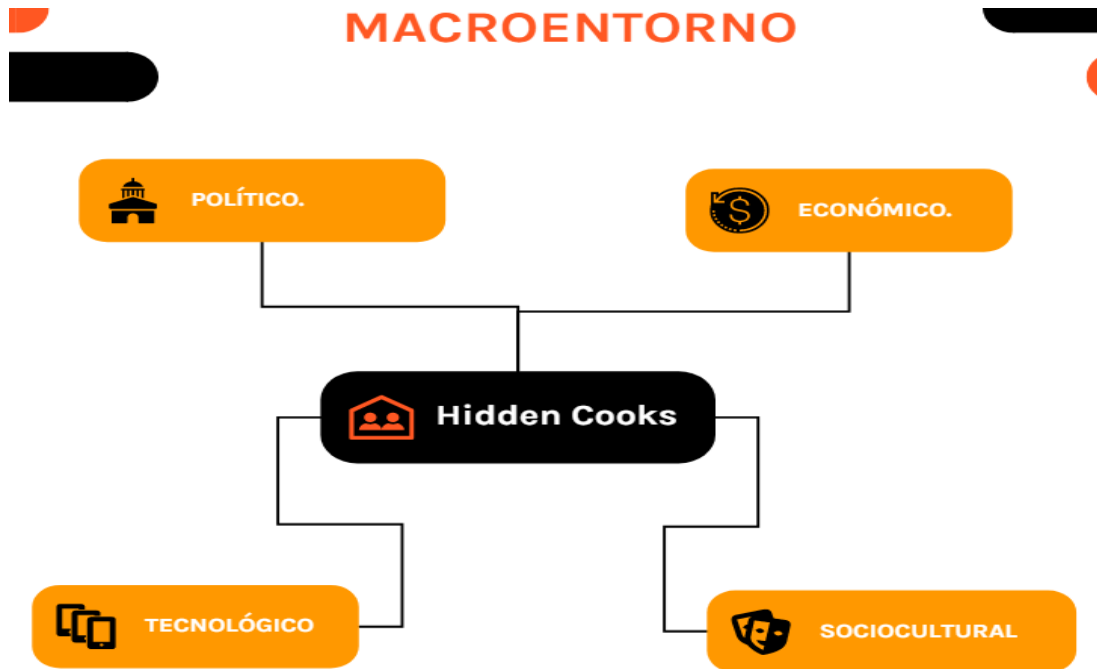 MACROENTORNO
POLÍTICO.
ECONÓMICO.
Hidden Cooks
TECNOLÓGICO
SOCIOCULTURAL